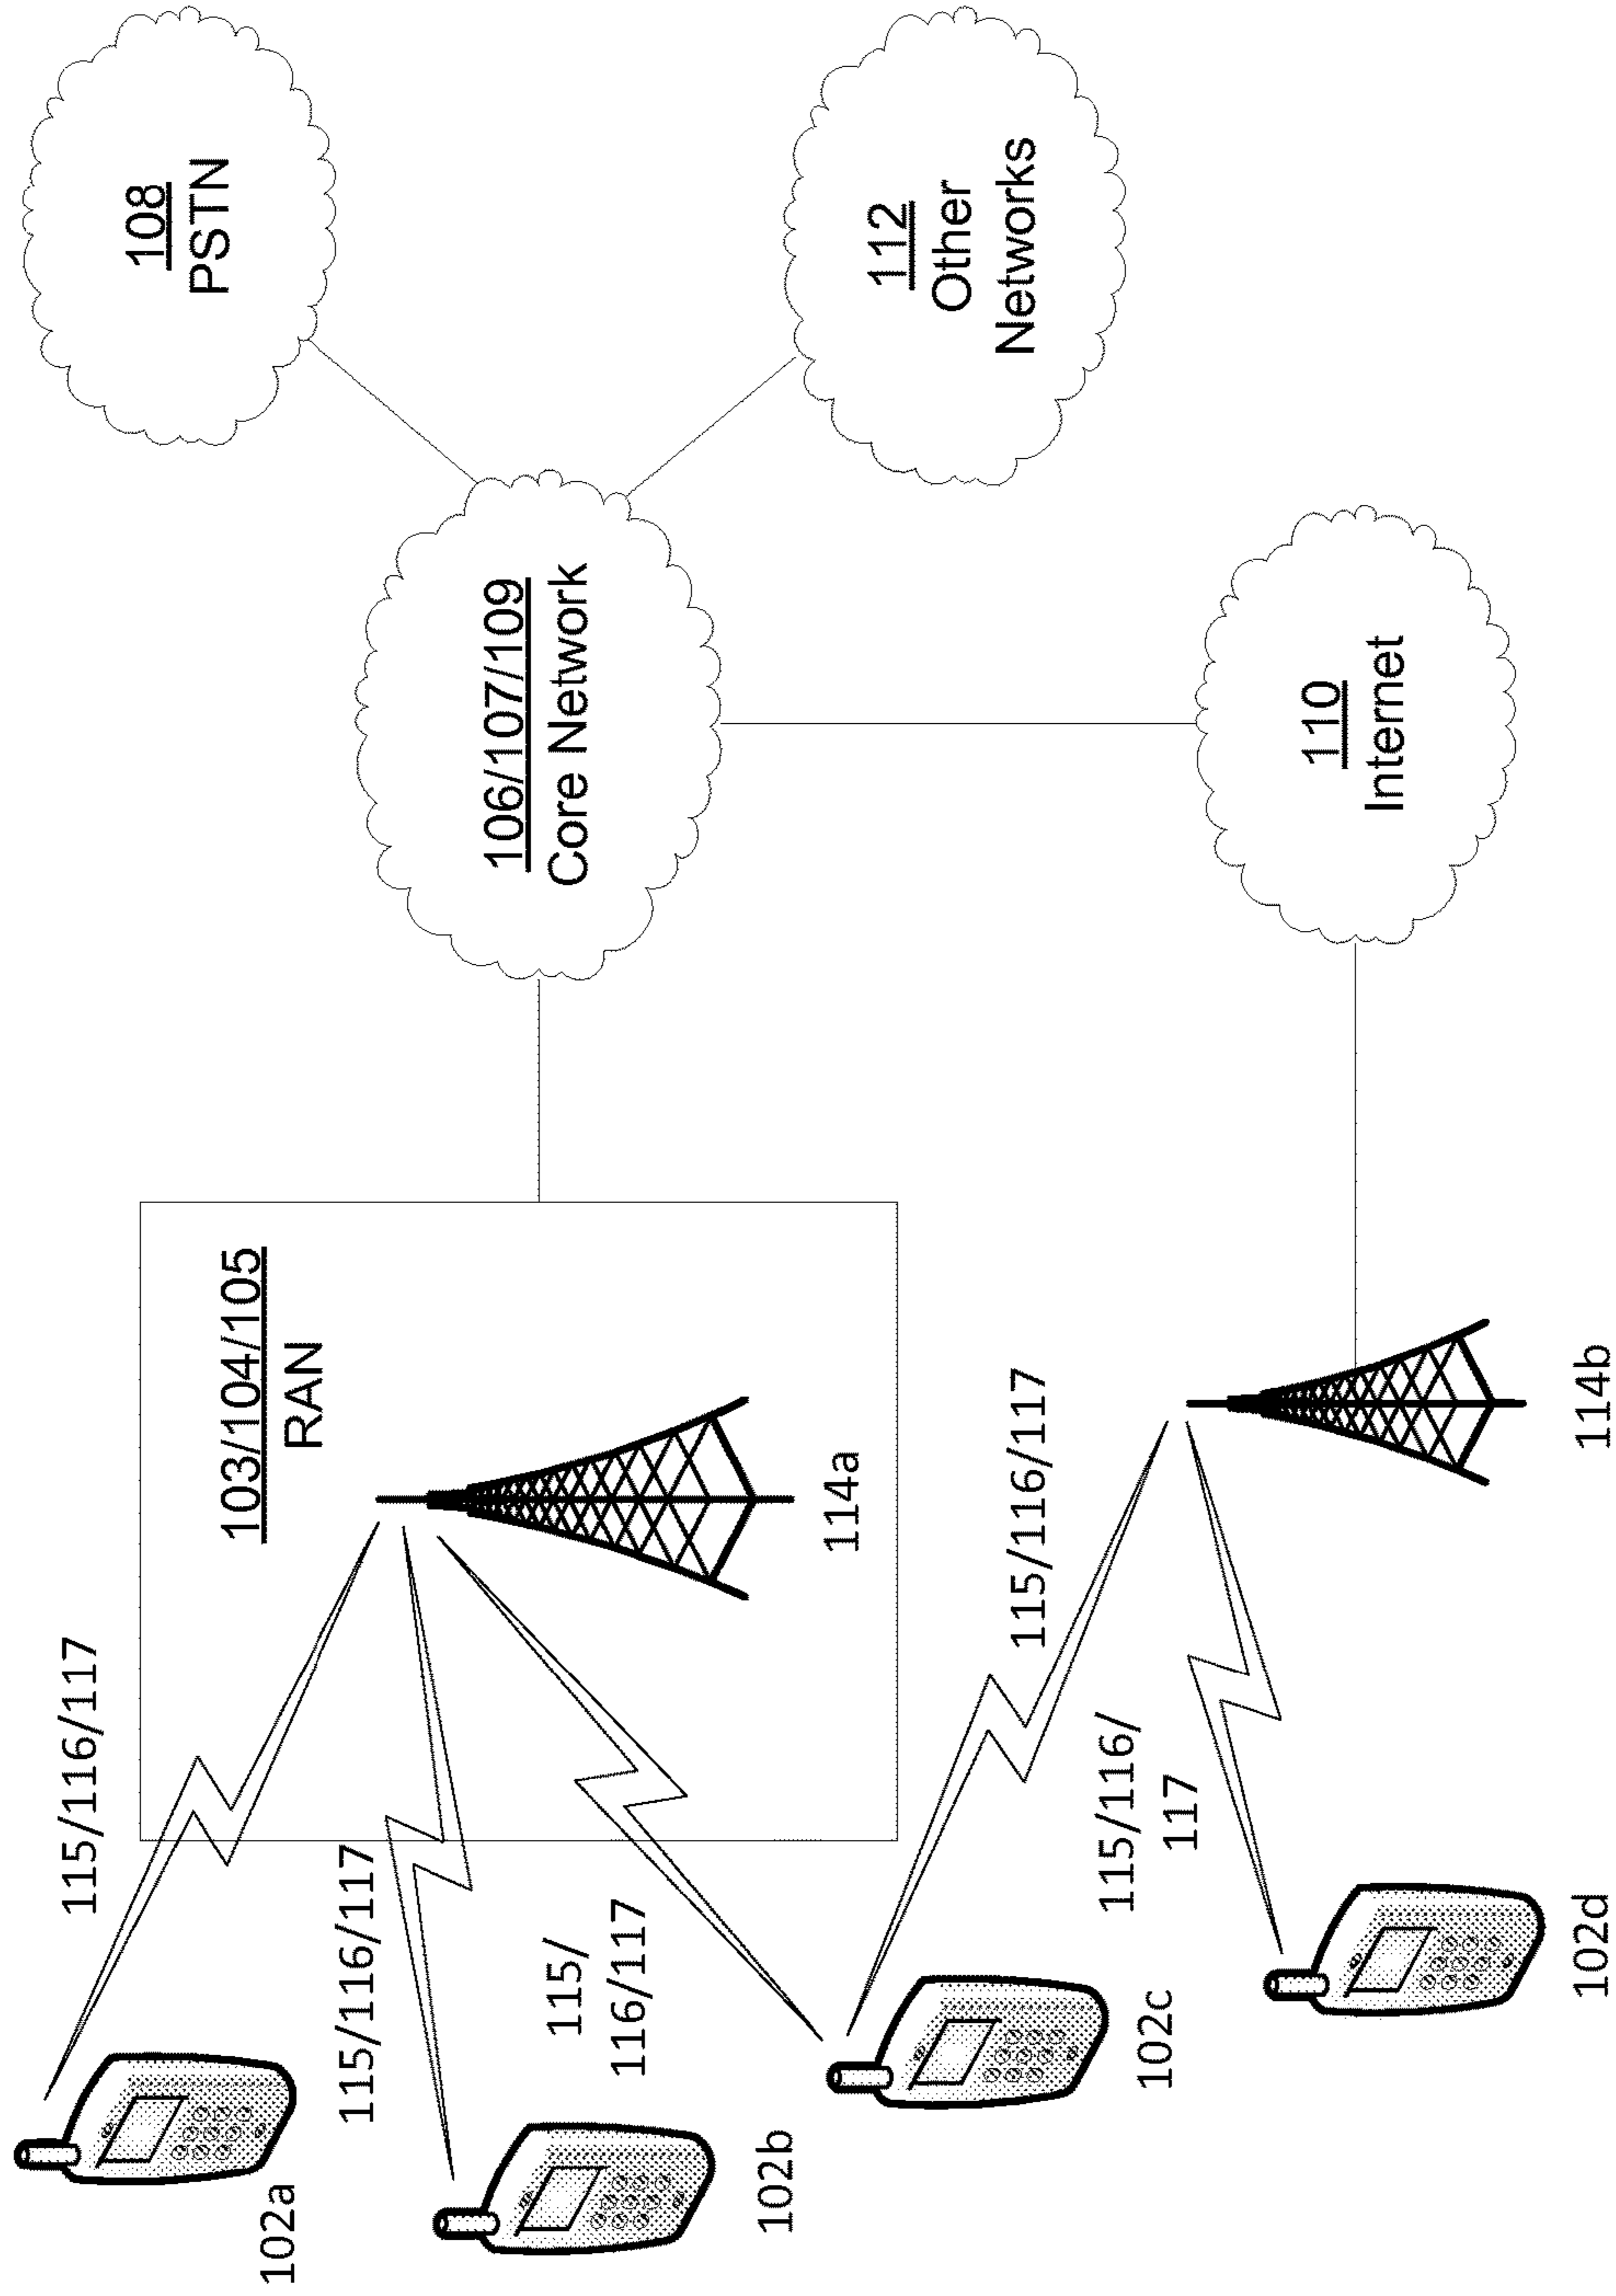 102a
115/116/117
103/104/105
RAN
108
PSTN
115/116/117
106/107/109
Core Network
102b
115/
116/117
114a
112
Other
Networks
115/116/117
102c
115/116/
117
110
Internet
102d
114b